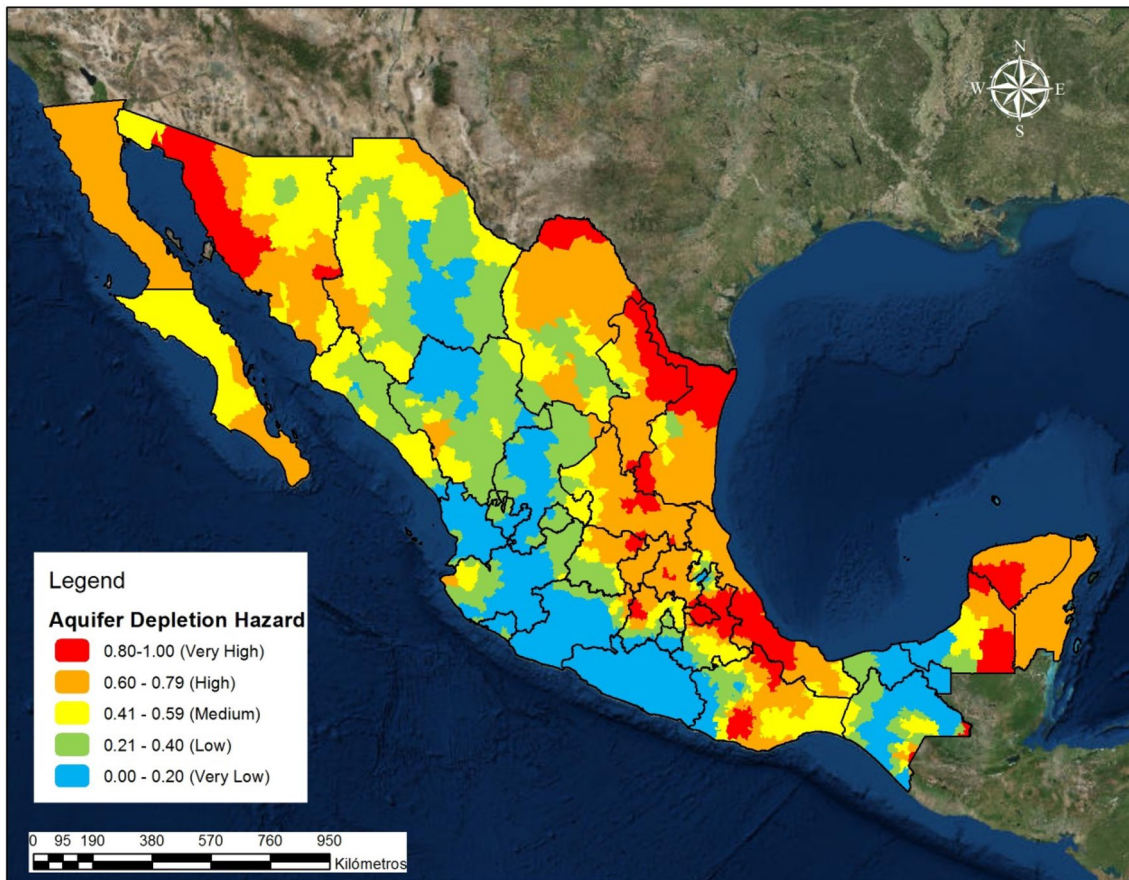 N
W E
S
Legend
Aquifer Depletion Hazard
0.80-1.00 (Very High)
0.60 - 0.79 (High)
0.41 - 0.59 (Medium)
0.21 - 0.40 (Low)
0.00 - 0.20 (Very Low)
0 95 190 380 570 760 950
Kilómetros